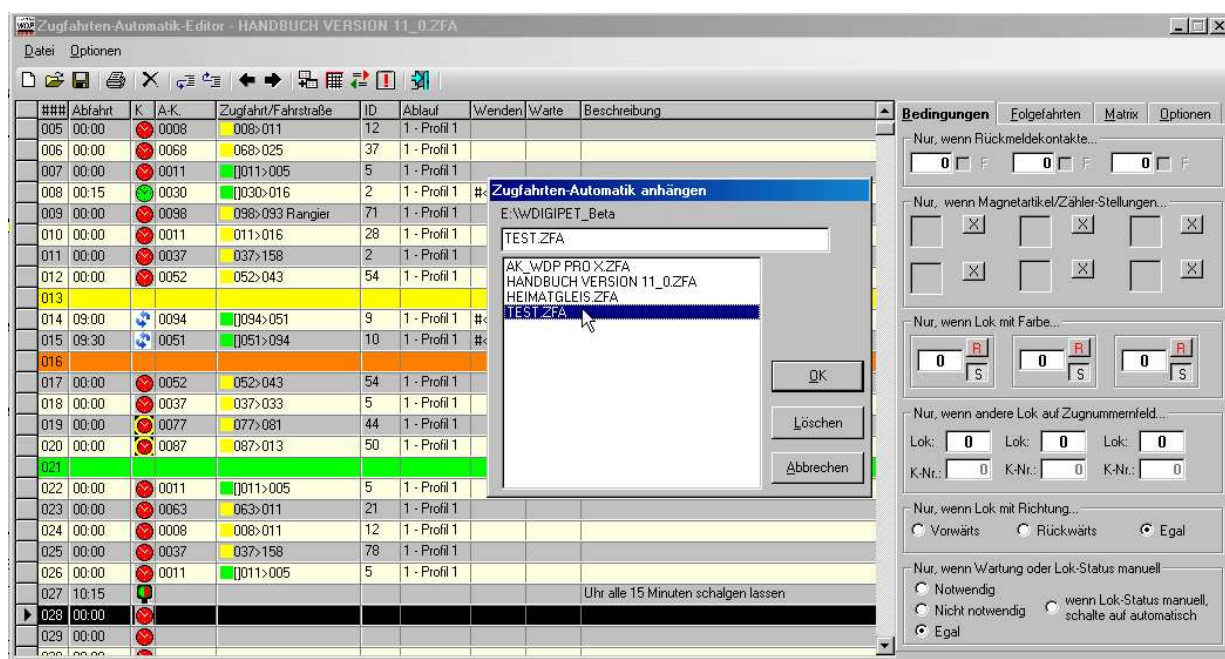 Zugfahrten-Automatik-Editor - HANDBUCH VERSION 11_0.ZFA
Datei Optionen
### Abfahrt K A-K. Zugfahrt/Fahrstraße ID Ablauf Wenden Warte Beschreibung
005 00:00 0008 008>011 12 1 - Profil 1
006 00:00 0068 068>025 37 1 - Profil 1
007 00:00 0011 []011>005 5 1 - Profil 1
008 00:15 0030 []030>016 2 1 - Profil 1 #<
009 00:00 0098 098>093 Rangier 71 1 - Profil 1
010 00:00 0011 011>016 28 1 - Profil 1
011 00:00 0037 037>158 2 1 - Profil 1
012 00:00 0052 052>043 54 1 - Profil 1
013
014 09:00 0094 []094>051 9 1 - Profil 1 #<
015 09:30 0051 []051>094 10 1 - Profil 1 #<
016
017 00:00 0052 052>043 54 1 - Profil 1
018 00:00 0037 037>033 5 1 - Profil 1
019 00:00 0077 077>081 44 1 - Profil 1
020 00:00 0087 087>013 50 1 - Profil 1
021
022 00:00 0011 []011>005 5 1 - Profil 1
023 00:00 0063 063>011 21 1 - Profil 1
024 00:00 0008 008>011 12 1 - Profil 1
025 00:00 0037 037>158 78 1 - Profil 1
026 00:00 0011 []011>005 5 1 - Profil 1
027 10:15 Uhr alle 15 Minuten schalgen lassen
028 00:00
029 00:00
Zugfahrten-Automatik anhängen
E:\WDIGIPET_Beta
TEST.ZFA
AK_WDP PRO X.ZFA
HANDBUCH VERSION 11_0.ZFA
HEIMATGLEIS.ZFA
TEST.ZFA
OK
Löschen
Abbrechen
Bedingungen Folgefahrten Matrix Optionen
Nur, wenn Rückmeldekontakte...
0 F 0 F 0 F
Nur, wenn Magnetartikel/Zähler-Stellungen...
X X X
X X X
Nur, wenn Lok mit Farbe...
0 R S 0 R S 0 R S
Nur, wenn andere Lok auf Zugnummernfeld...
Lok: 0 Lok: 0 Lok: 0
K-Nr.: 0 K-Nr.: 0 K-Nr.: 0
Nur, wenn Lok mit Richtung...
Vorwärts Rückwärts Egal
Nur, wenn Wartung oder Lok-Status manuell
Notwendig
Nicht notwendig
Egal
wenn Lok-Status manuell,
schalte auf automatisch